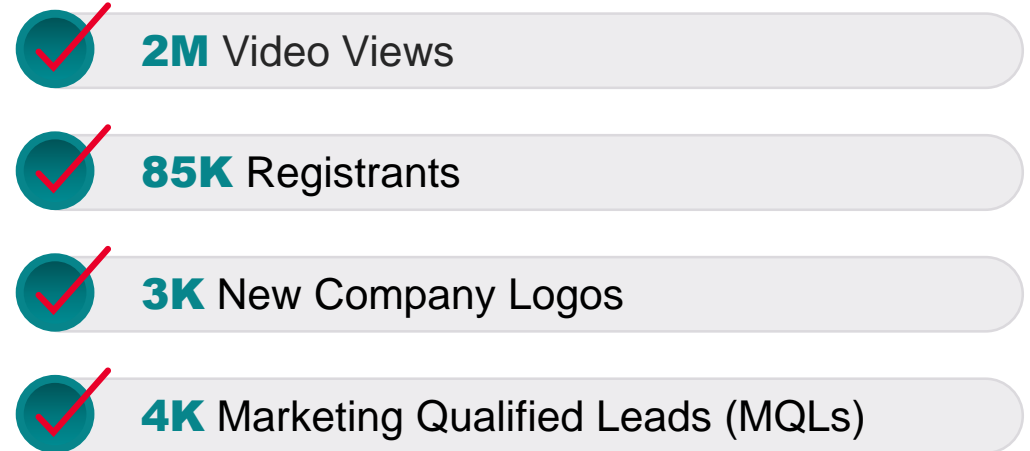 2M Video Views
85K Registrants
3K New Company Logos
4K Marketing Qualified Leads (MQLs)